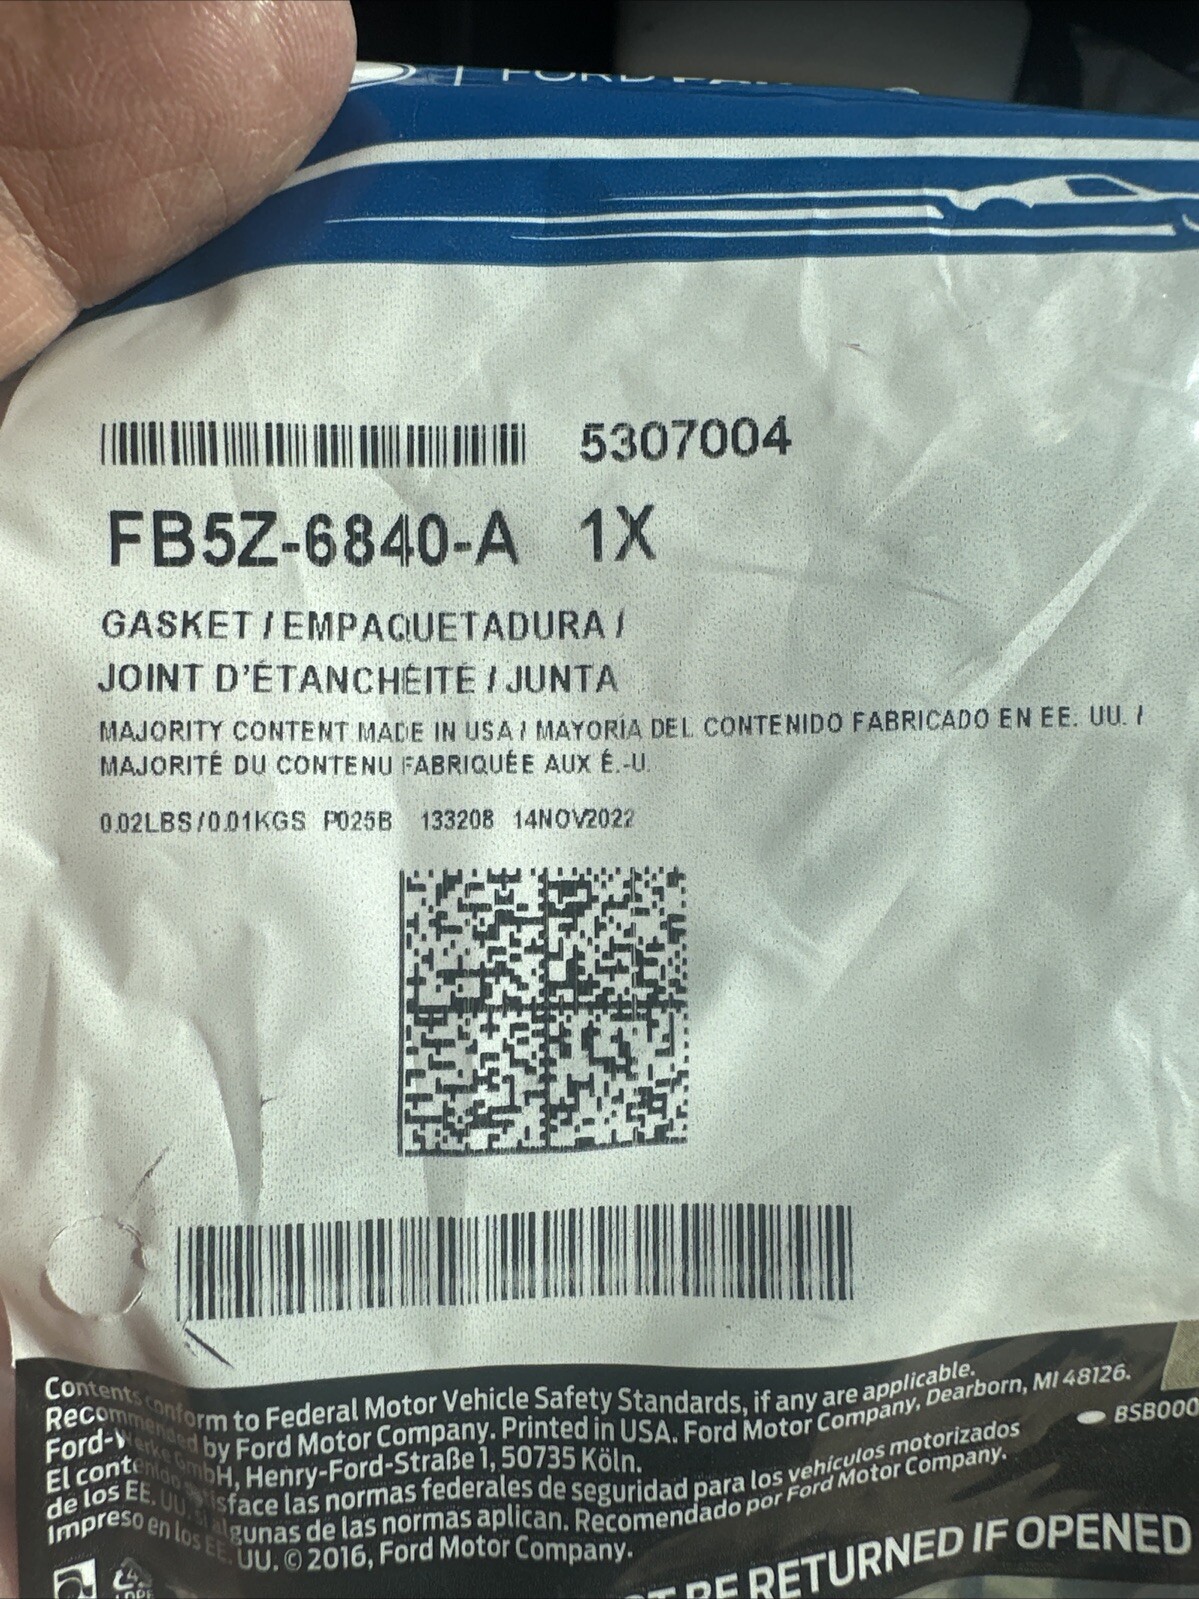 FORD PAR
5307004
FB5Z-6840-A 1X
GASKET / EMPAQUETADURA /
JOINT D'ÉTANCHÉITÉ / JUNTA
MAJORITY CONTENT MADE IN USA / MAYORÍA DEL CONTENIDO FABRICADO EN EE. UU. /
MAJORITÉ DU CONTENU FABRIQUÉE AUX É.-U.
0.02LBS/0.01KGS P025B 133208 14NOV2022
Contents conform to Federal Motor Vehicle Safety Standards, if any are applicable.
Recommended by Ford Motor Company. Printed in USA. Ford Motor Company, Dearborn, MI 48126.
Ford-Werke GmbH, Henry-Ford-Straße 1, 50735 Köln.
BSB000
El contenido satisface las normas federales de seguridad para los vehículos motorizados
de los EE. UU. si algunas de las normas aplican. Recomendado por Ford Motor Company.
Impreso en los EE. UU. © 2016, Ford Motor Company.
BE RETURNED IF OPENED
4
LDPE